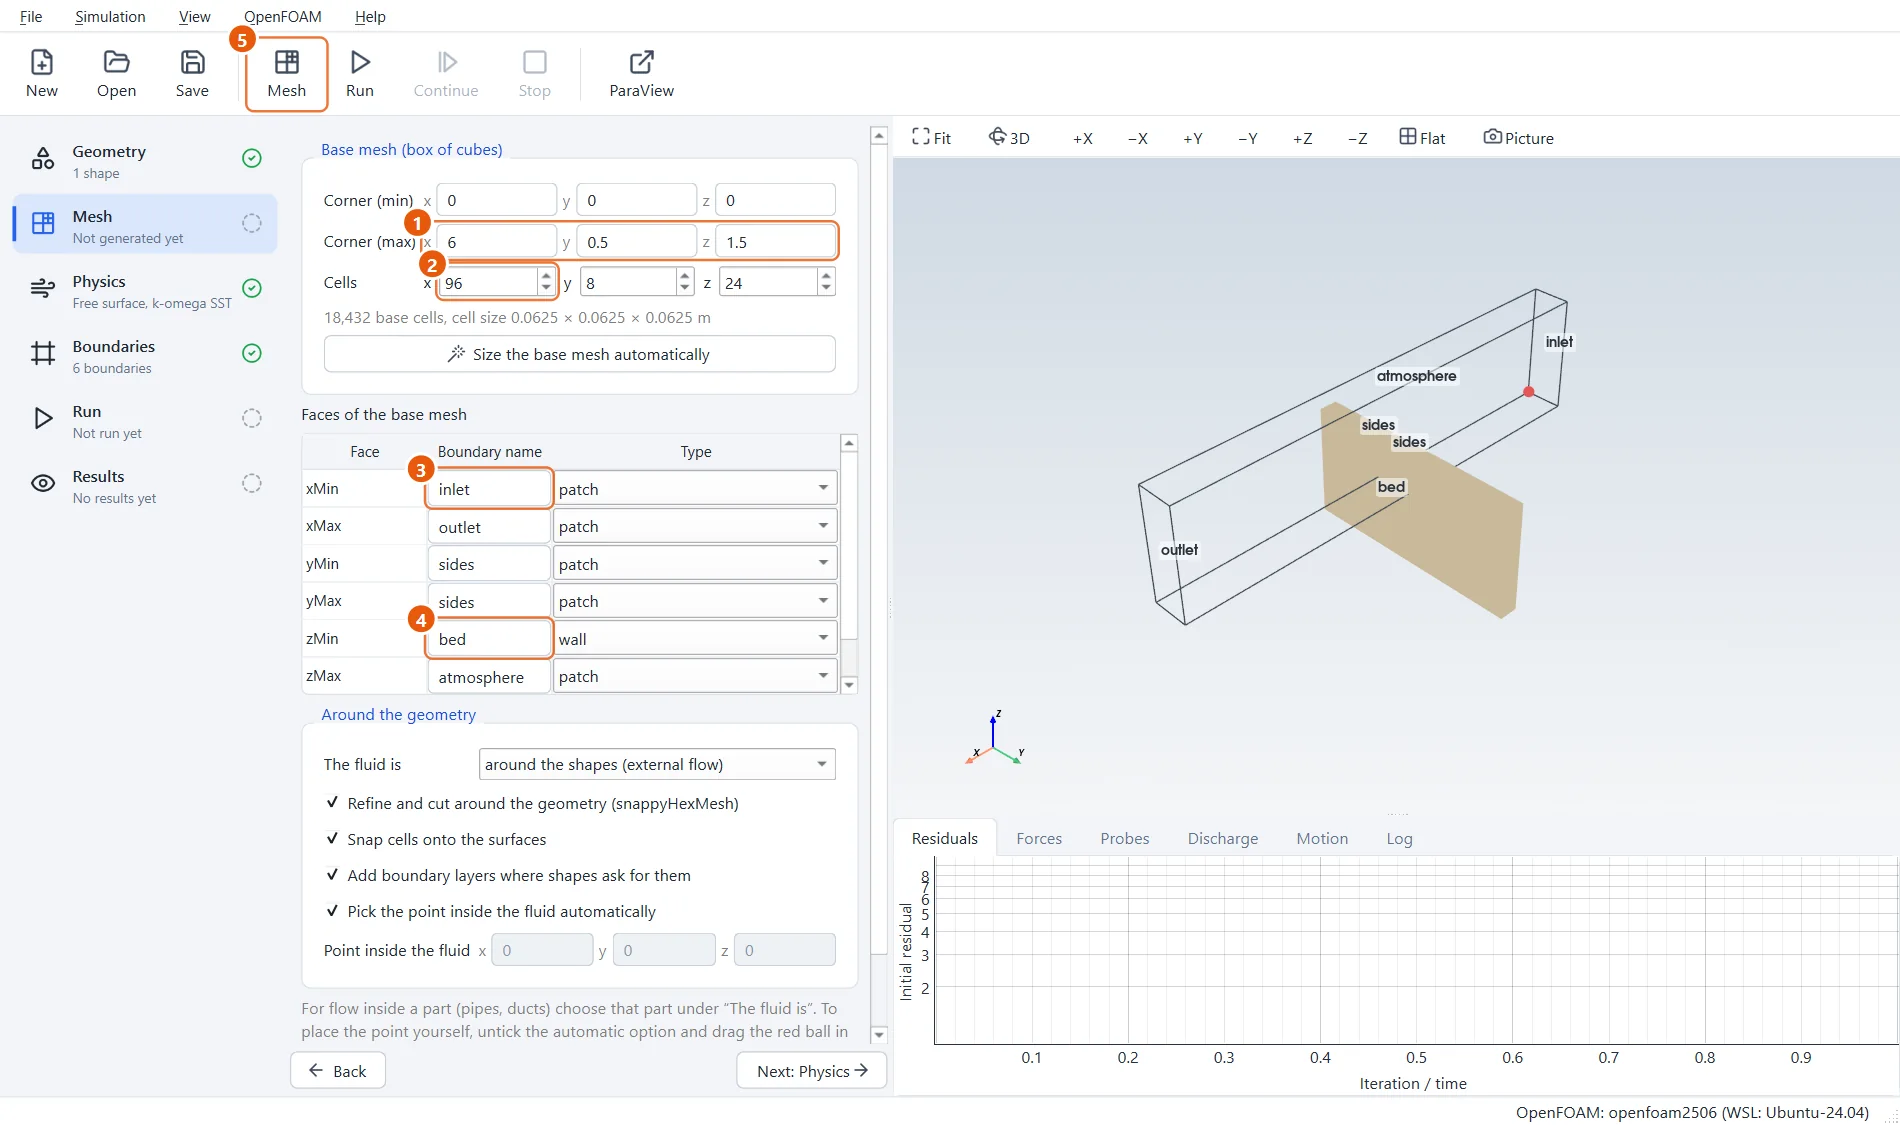 File Simulation View OpenFOAM Help
5
New Open Save Mesh Run Continue Stop ParaView
Geometry
1 shape
Mesh
Not generated yet
Physics
Free surface, k-omega SST
Boundaries
6 boundaries
Run
Not run yet
Results
No results yet
Base mesh (box of cubes)
Corner (min) x 0 y 0 z 0
1
Corner (max) x 6 y 0.5 z 1.5
2
Cells x 96 y 8 z 24
18,432 base cells, cell size 0.0625 × 0.0625 × 0.0625 m
Size the base mesh automatically
Faces of the base mesh
Face Boundary name Type
3
xMin inlet patch
xMax outlet patch
yMin sides patch
yMax sides patch
4
zMin bed wall
zMax atmosphere patch
Around the geometry
The fluid is around the shapes (external flow)
Refine and cut around the geometry (snappyHexMesh)
Snap cells onto the surfaces
Add boundary layers where shapes ask for them
Pick the point inside the fluid automatically
Point inside the fluid x 0 y 0 z 0
For flow inside a part (pipes, ducts) choose that part under “The fluid is”. To
place the point yourself, untick the automatic option and drag the red ball in
Back Next: Physics
Fit 3D +X −X +Y −Y +Z −Z Flat Picture
inlet
atmosphere
sides
sides
bed
outlet
Z
X Y
Residuals Forces Probes Discharge Motion Log
8
7
6
5
4
3
2
Initial residual
0.1 0.2 0.3 0.4 0.5 0.6 0.7 0.8 0.9
Iteration / time
OpenFOAM: openfoam2506 (WSL: Ubuntu-24.04)